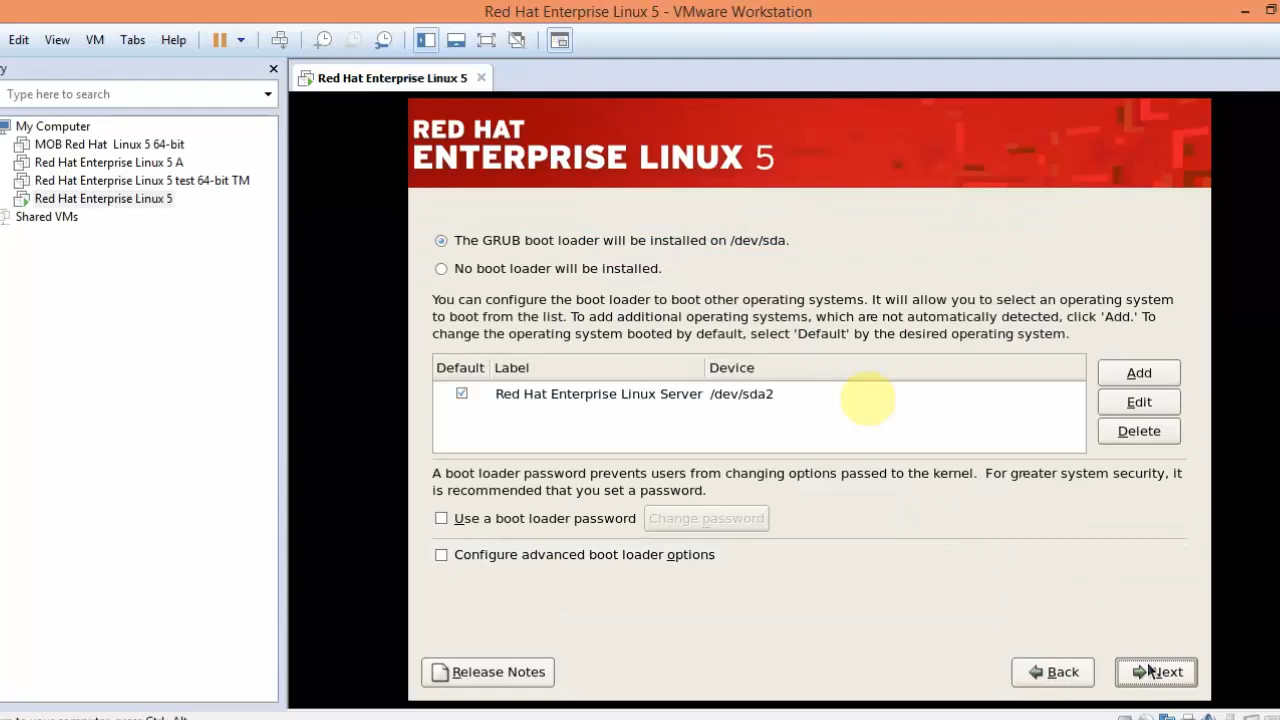 Red Hat Enterprise Linux 5 - VMware Workstation
Edit View VM Tabs Help
y
Type here to search
My Computer
MOB Red Hat Linux 5 64-bit
Red Hat Enterprise Linux 5 A
Red Hat Enterprise Linux 5 test 64-bit TM
Red Hat Enterprise Linux 5
Shared VMs
Red Hat Enterprise Linux 5
RED HAT
ENTERPRISE LINUX 5
The GRUB boot loader will be installed on /dev/sda.
No boot loader will be installed.
You can configure the boot loader to boot other operating systems. It will allow you to select an operating system
to boot from the list. To add additional operating systems, which are not automatically detected, click 'Add.' To
change the operating system booted by default, select 'Default' by the desired operating system.
Default Label Device
Red Hat Enterprise Linux Server /dev/sda2
Add
Edit
Delete
A boot loader password prevents users from changing options passed to the kernel. For greater system security, it
is recommended that you set a password.
Use a boot loader password Change password
Configure advanced boot loader options
Release Notes Back Next